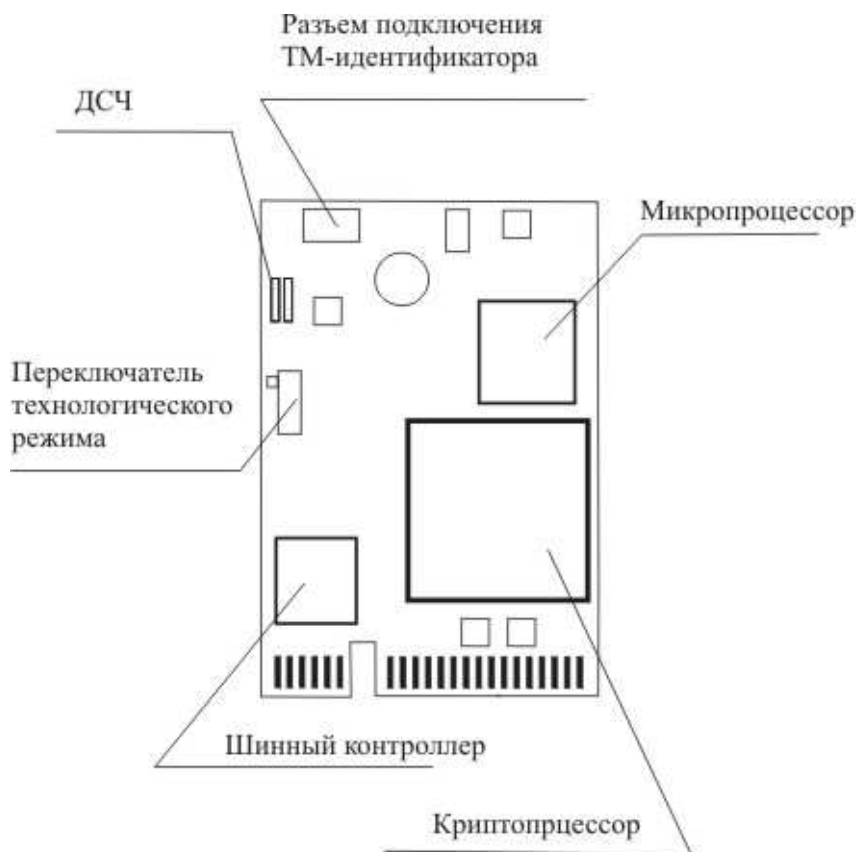 Разъем подключения
ТМ-идентификатора
ДСЧ
Микропроцессор
Переключатель
технологического
режима
Шинный контроллер
Криптопрцессор